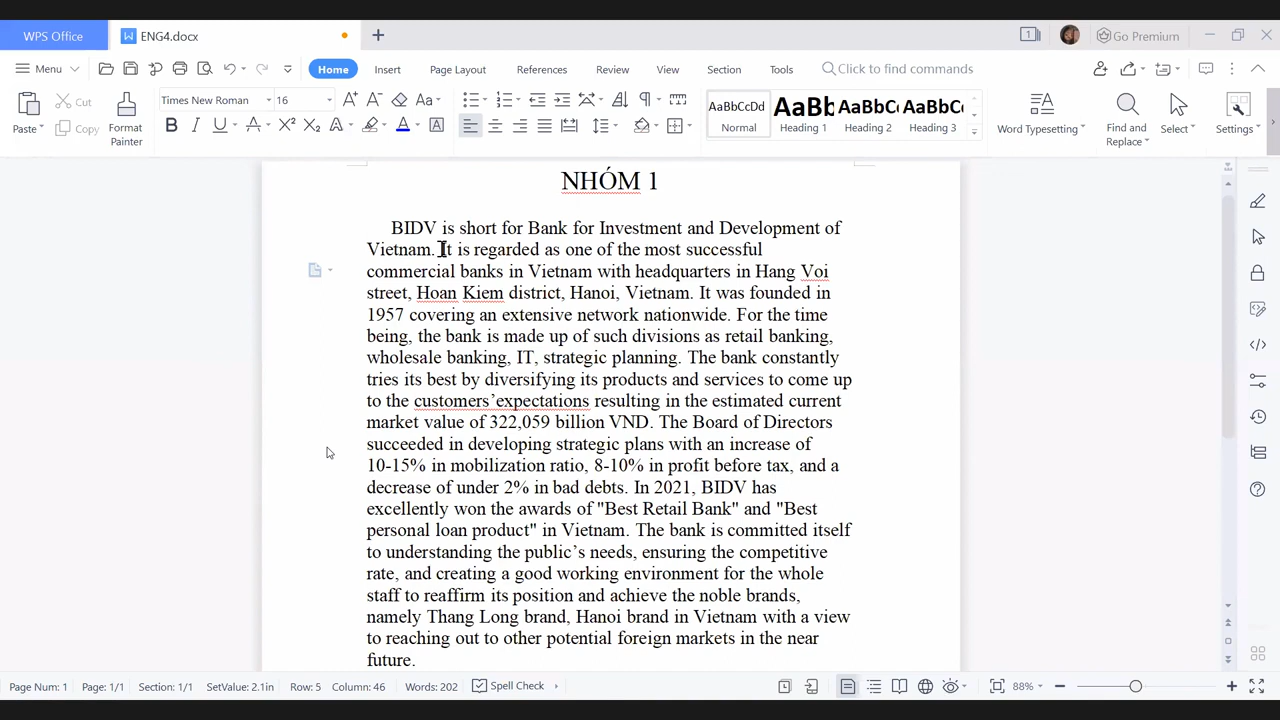 WPS Office
ENG4.docx
1
Go Premium
Menu
Home
Insert
Page Layout
References
Review
View
Section
Tools
Click to find commands
Paste
Cut
Copy
Format
Painter
Times New Roman
16
AaBbCcDd
Normal
AaBb
Heading 1
AaBbC
Heading 2
AaBbC
Heading 3
Word Typesetting
Find and
Replace
Select
Settings
NHÓM 1
BIDV is short for Bank for Investment and Development of
Vietnam. It is regarded as one of the most successful
commercial banks in Vietnam with headquarters in Hang Voi
street, Hoan Kiem district, Hanoi, Vietnam. It was founded in
1957 covering an extensive network nationwide. For the time
being, the bank is made up of such divisions as retail banking,
wholesale banking, IT, strategic planning. The bank constantly
tries its best by diversifying its products and services to come up
to the customers’expectations resulting in the estimated current
market value of 322,059 billion VND. The Board of Directors
succeeded in developing strategic plans with an increase of
10-15% in mobilization ratio, 8-10% in profit before tax, and a
decrease of under 2% in bad debts. In 2021, BIDV has
excellently won the awards of "Best Retail Bank" and "Best
personal loan product" in Vietnam. The bank is committed itself
to understanding the public’s needs, ensuring the competitive
rate, and creating a good working environment for the whole
staff to reaffirm its position and achieve the noble brands,
namely Thang Long brand, Hanoi brand in Vietnam with a view
to reaching out to other potential foreign markets in the near
future.
Page Num: 1
Page: 1/1
Section: 1/1
SetValue: 2.1in
Row: 5
Column: 46
Words: 202
Spell Check
88%